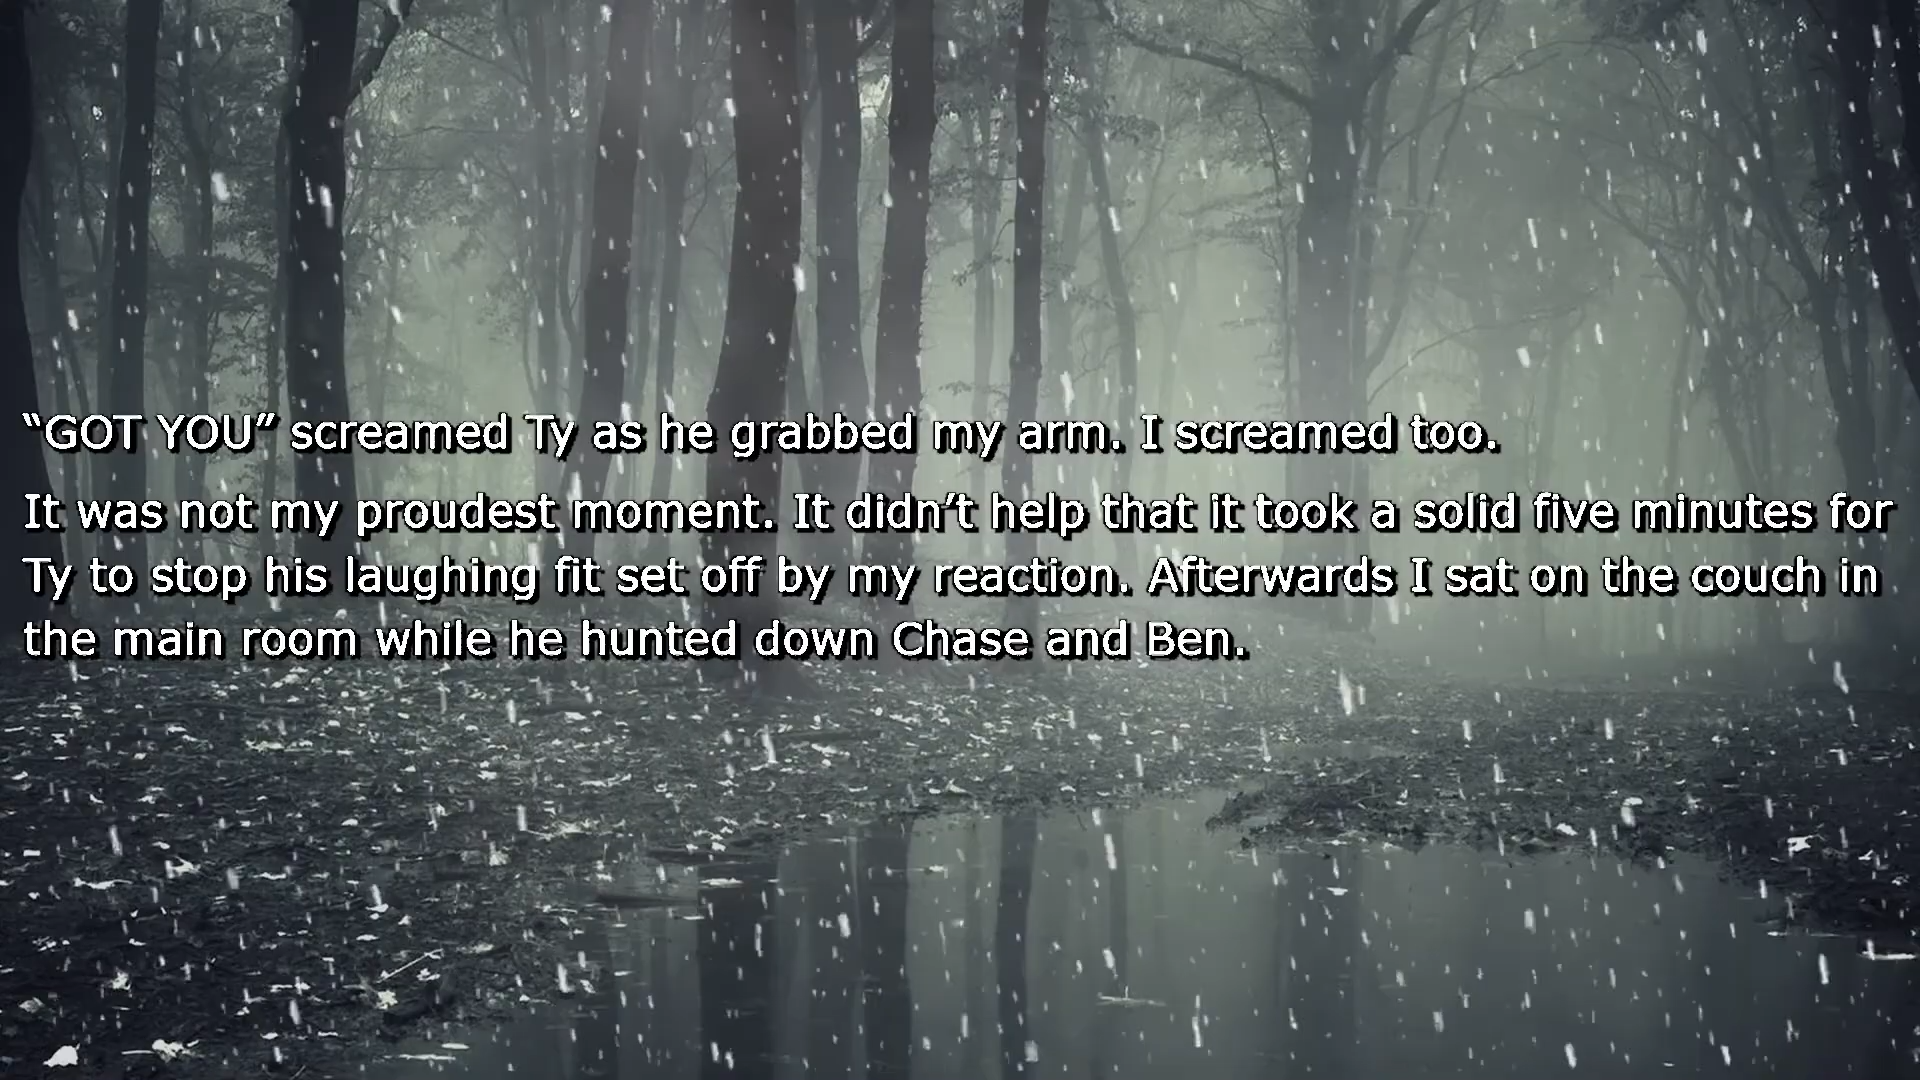 “GOT YOU” screamed Ty as he grabbed my arm. I screamed too.
It was not my proudest moment. It didn’t help that it took a solid five minutes for
Ty to stop his laughing fit set off by my reaction. Afterwards I sat on the couch in
the main room while he hunted down Chase and Ben.